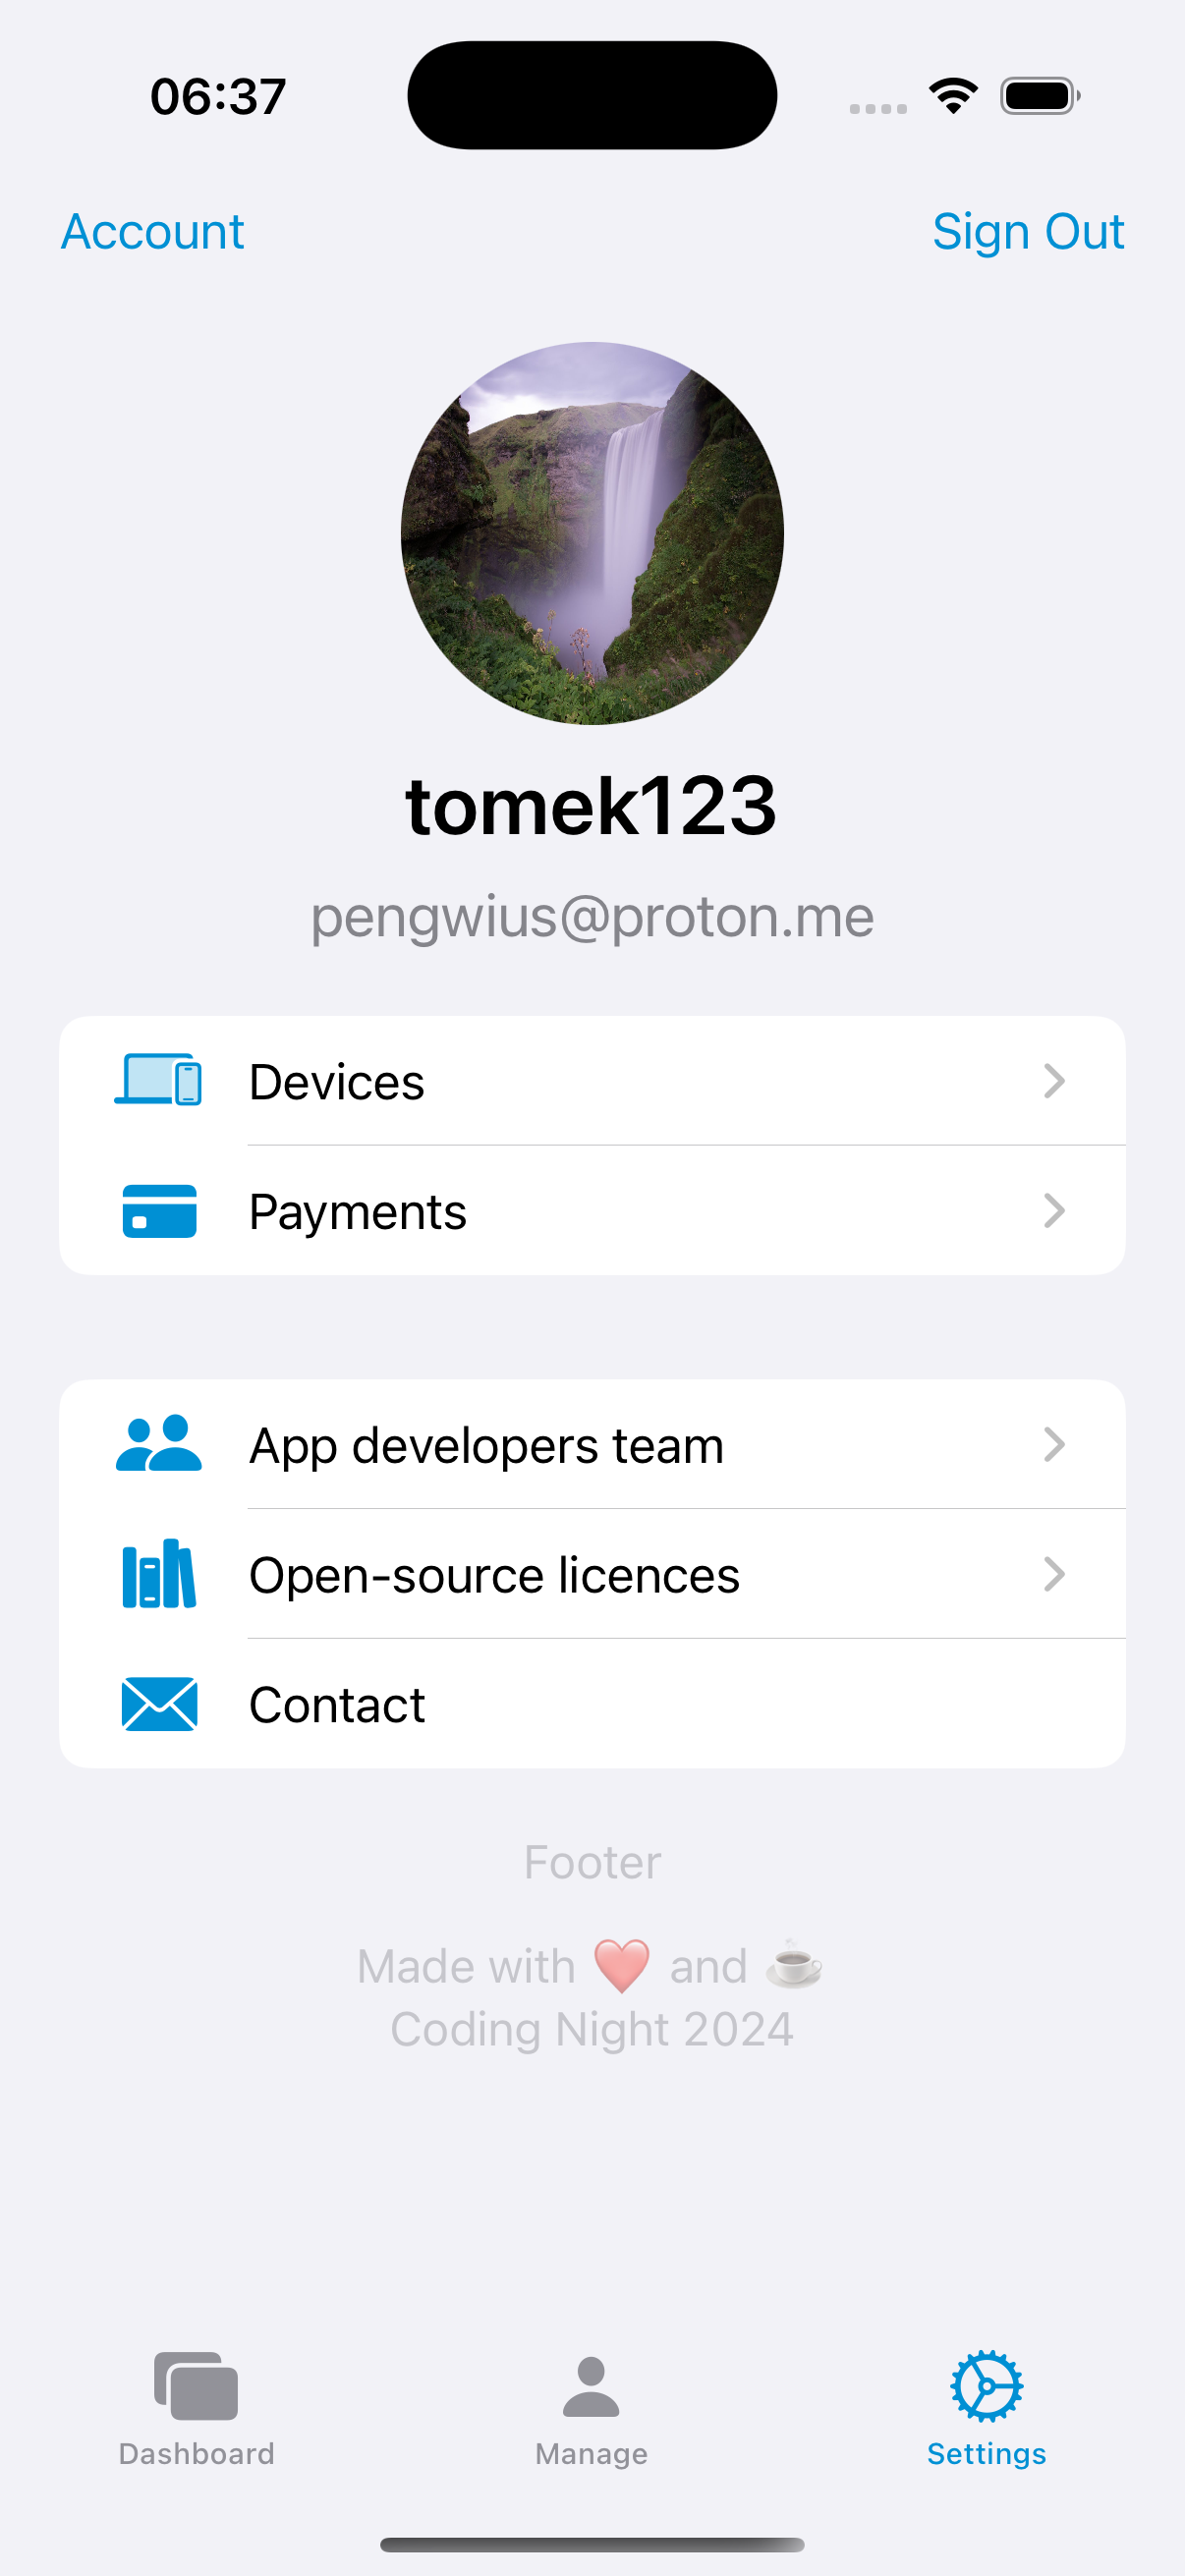 06:37
Account
Sign Out
tomek123
pengwius@proton.me
Devices
Payments
App developers team
Open-source licences
Contact
Footer
Made with ❤️ and ☕
Coding Night 2024
Dashboard
Manage
Settings